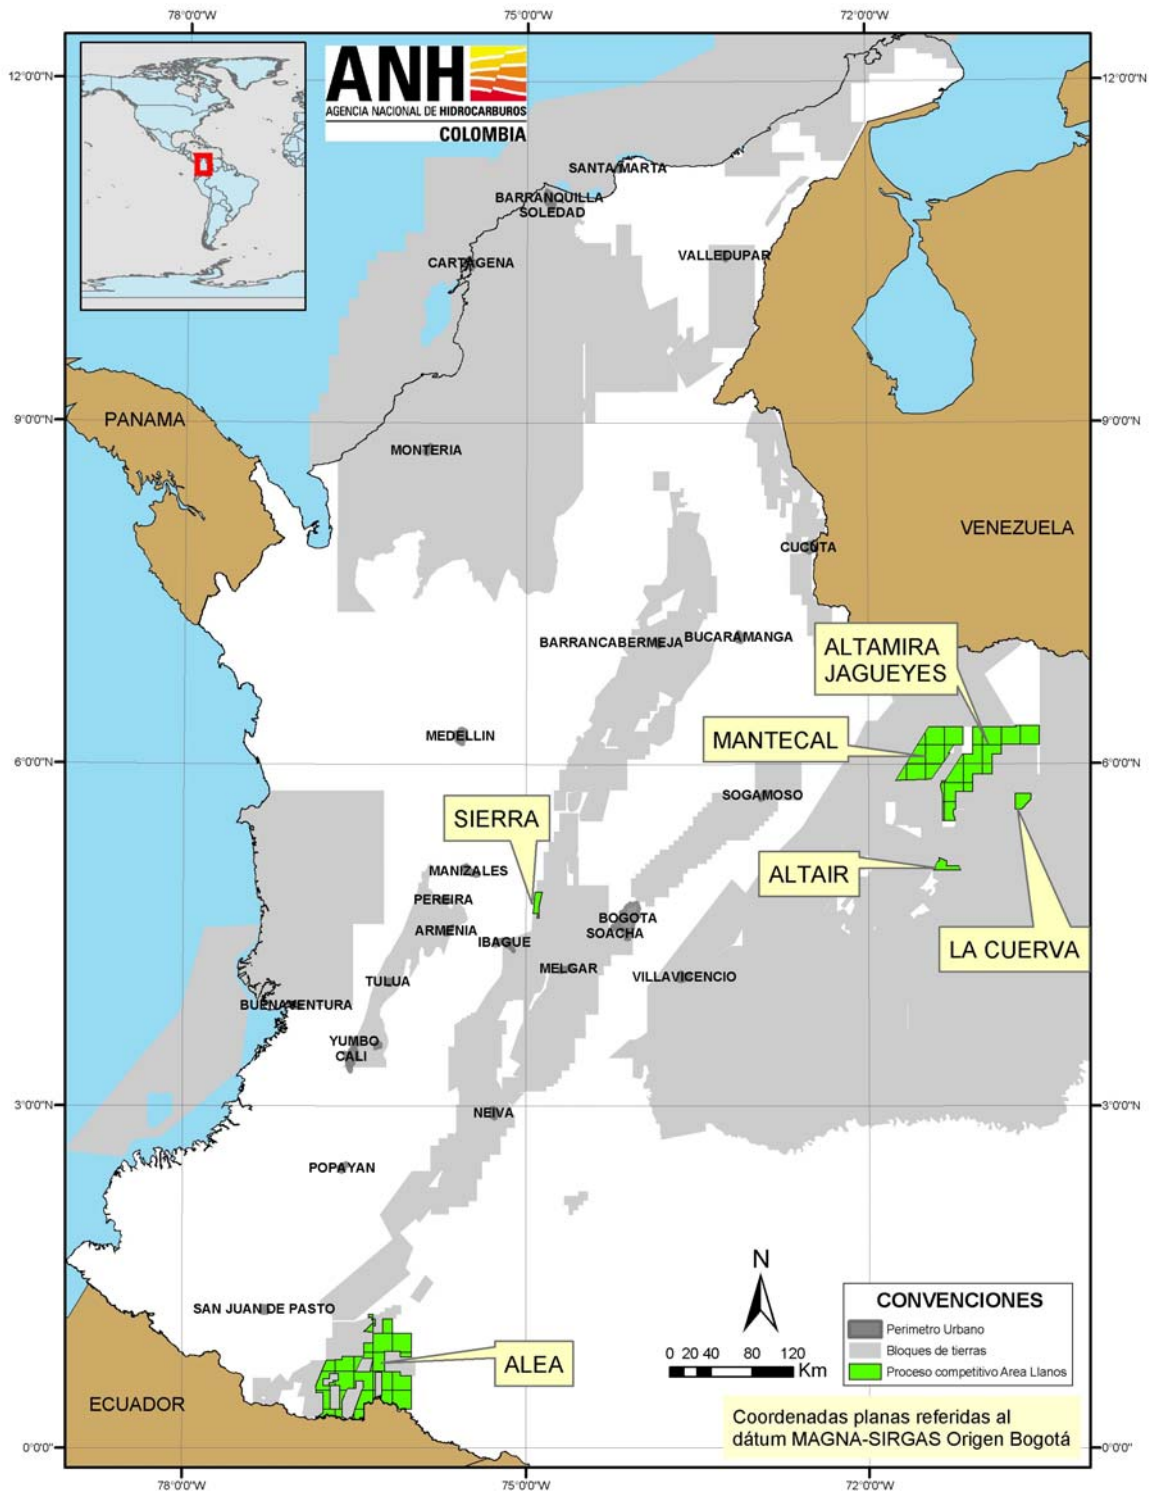 78°0'0"W
75°0'0"W
72°0'0"W
12°0'0"N
12°0'0"N
ANH
AGENCIA NACIONAL DE HIDROCARBUROS
COLOMBIA
SANTA MARTA
BARRANQUILLA
SOLEDAD
CARTAGENA
VALLEDUPAR
9°0'0"N
9°0'0"N
PANAMA
MONTERIA
VENEZUELA
CUCUTA
BARRANCABERMEJA
BUCARAMANGA
ALTAMIRA
JAGUEYES
MEDELLIN
MANTECAL
6°0'0"N
6°0'0"N
SOGAMOSO
SIERRA
MANIZALES
ALTAIR
PEREIRA
BOGOTA
ARMENIA
SOACHA
IBAGUE
LA CUERVA
MELGAR
VILLAVICENCIO
TULUA
BUENAVENTURA
YUMBO
CALI
3°0'0"N
3°0'0"N
NEIVA
POPAYAN
N
SAN JUAN DE PASTO
CONVENCIONES
Perimetro Urbano
Bloques de tierras
Proceso competitivo Area Llanos
0 20 40 80 120
Km
ALEA
ECUADOR
Coordenadas planas referidas al
dátum MAGNA-SIRGAS Origen Bogotá
0°0'0"
0°0'0"
78°0'0"W
75°0'0"W
72°0'0"W